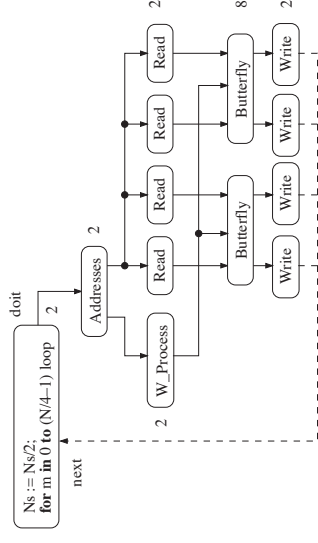 doit
Ns := Ns/2;
for m in 0 to (N/4–1) loop
2
next
Addresses
2
W_Process
2
Read
Read
Read
Read
2
Butterfly
Butterfly
8
Write
Write
Write
Write
2